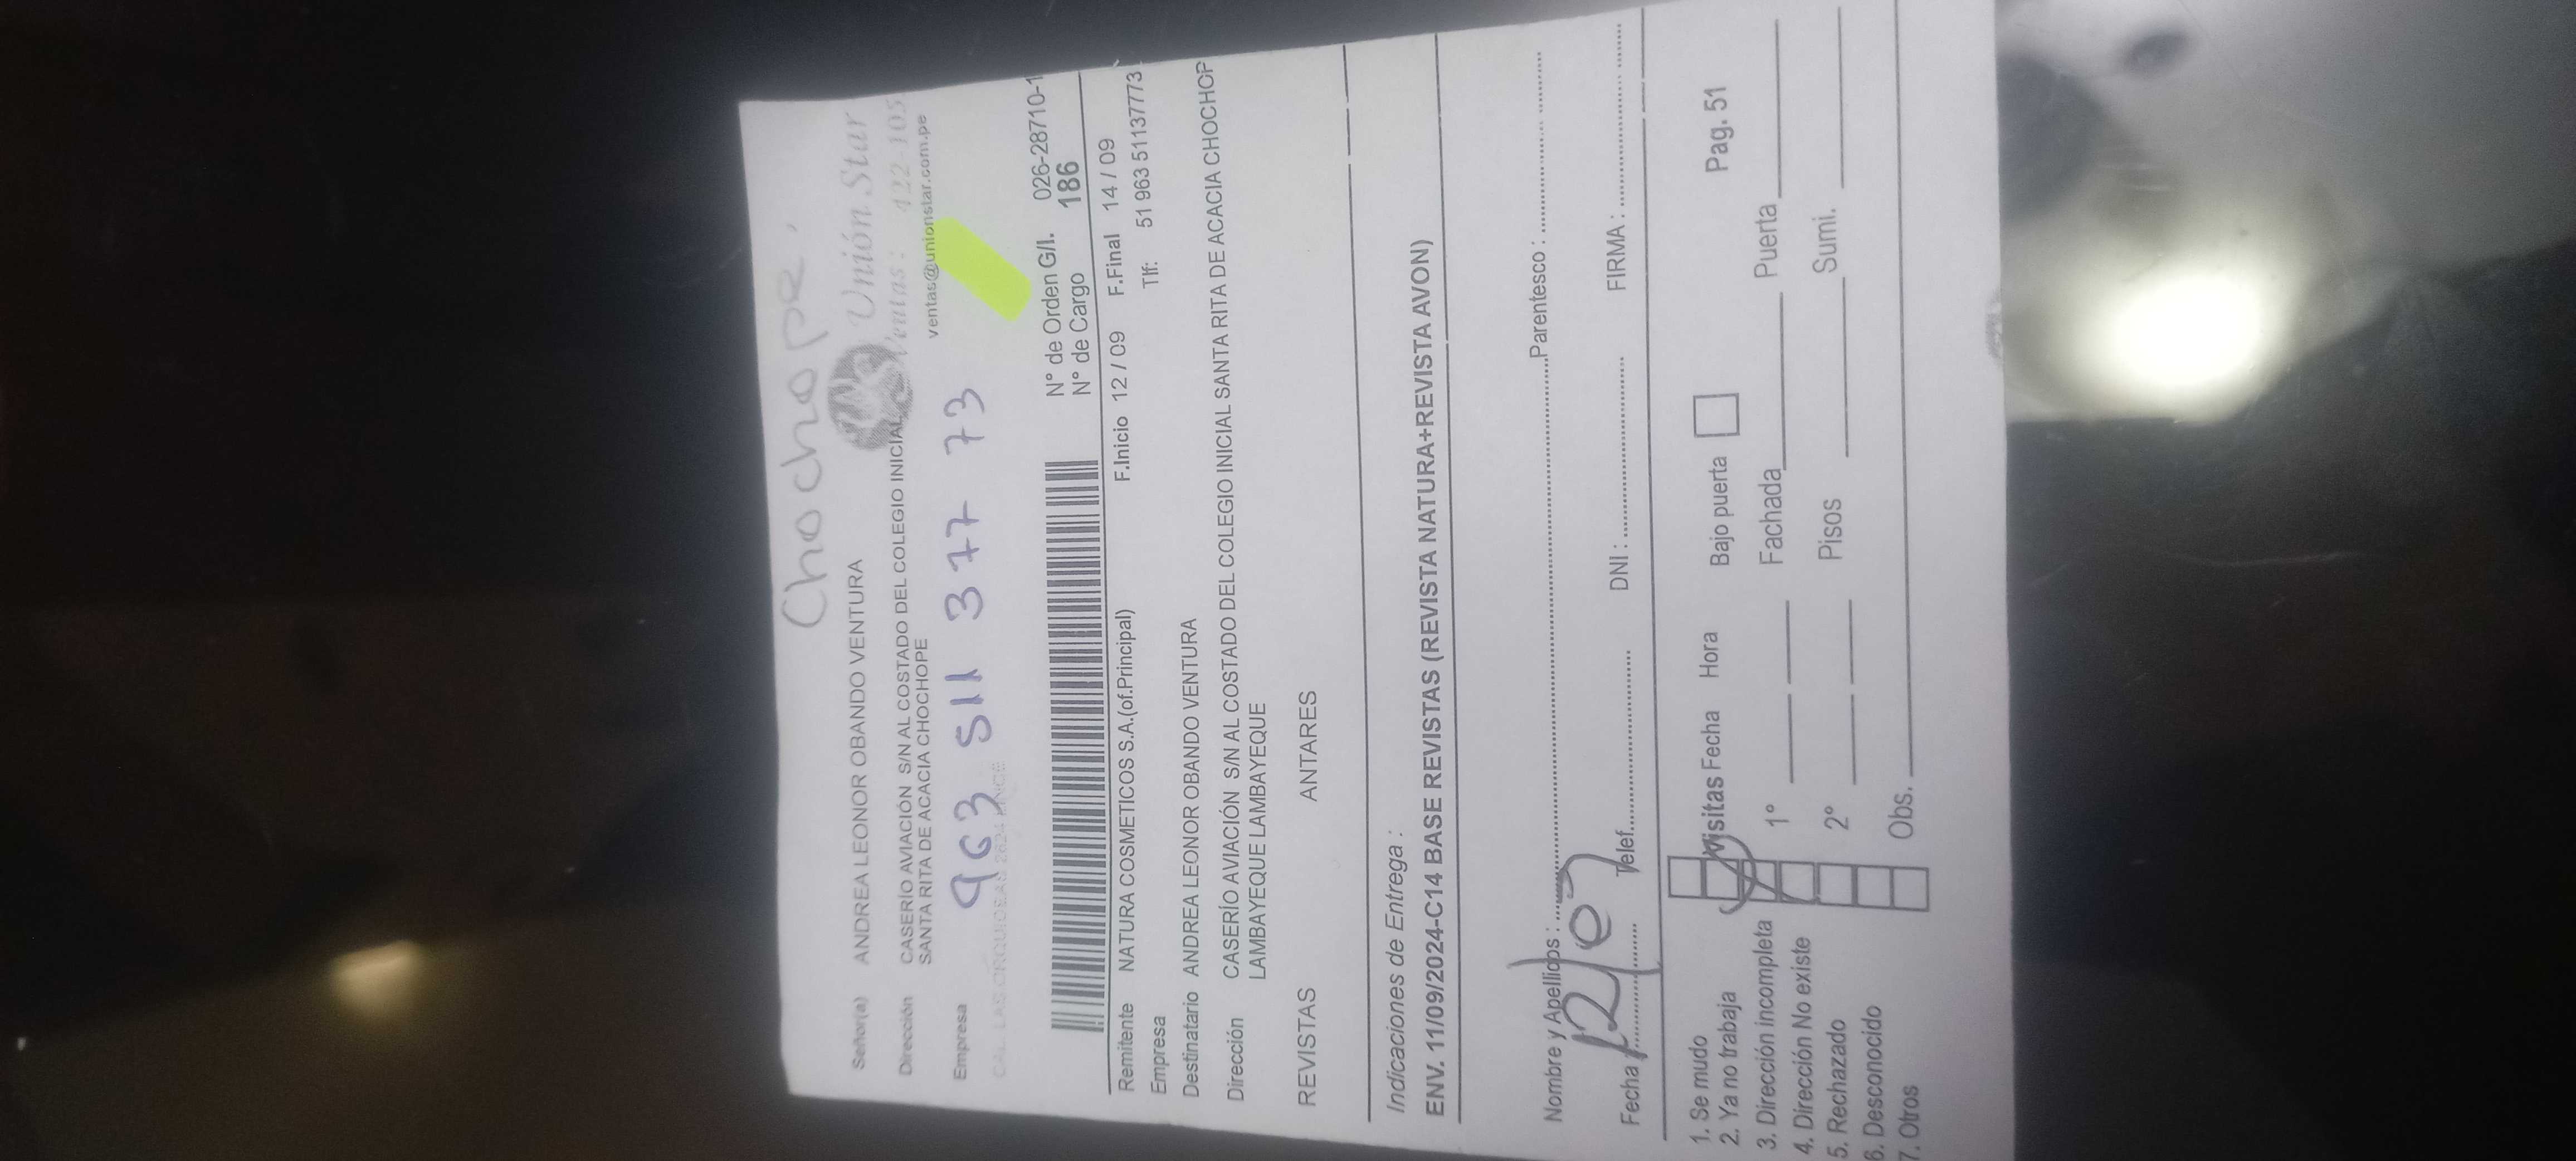 Chochope.
Unión Star
Ventas: 422-105
ventas@unionstar.com.pe
Señor(a) ANDREA LEONOR OBANDO VENTURA
Dirección CASERÍO AVIACIÓN S/N AL COSTADO DEL COLEGIO INICIAL
SANTA RITA DE ACACIA CHOCHOPE
Empresa
963 511 377 73
N° de Orden G/I. 026-28710-1
N° de Cargo 186
Remitente NATURA COSMETICOS S.A.(of.Principal) F.Inicio 12 / 09 F.Final 14 / 09
Empresa Tlf: 51 963 51137773
Destinatario ANDREA LEONOR OBANDO VENTURA
Dirección CASERÍO AVIACIÓN S/N AL COSTADO DEL COLEGIO INICIAL SANTA RITA DE ACACIA CHOCHOP
LAMBAYEQUE LAMBAYEQUE
REVISTAS ANTARES
Indicaciones de Entrega :
ENV. 11/09/2024-C14 BASE REVISTAS (REVISTA NATURA+REVISTA AVON)
Nombre y Apellidos : Parentesco :
Fecha Telef. DNI : FIRMA :
1. Se mudo Visitas Fecha Hora Bajo puerta Pag. 51
2. Ya no trabaja
3. Dirección incompleta 1° Fachada Puerta
4. Dirección No existe
5. Rechazado 2° Pisos Sumi.
6. Desconocido
7. Otros Obs.